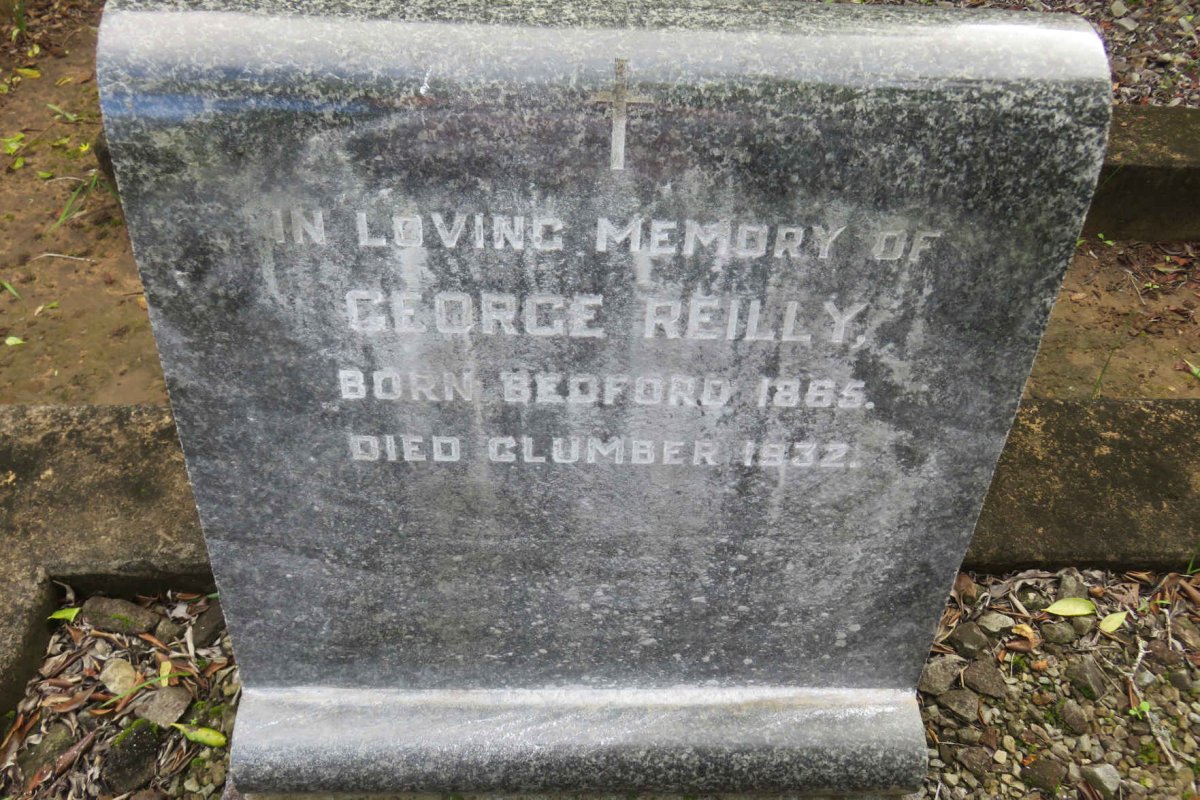 IN LOVING MEMORY OF
GEORGE REILLY,
BORN BEDFORD 1865.
DIED CLUMBER 1932.